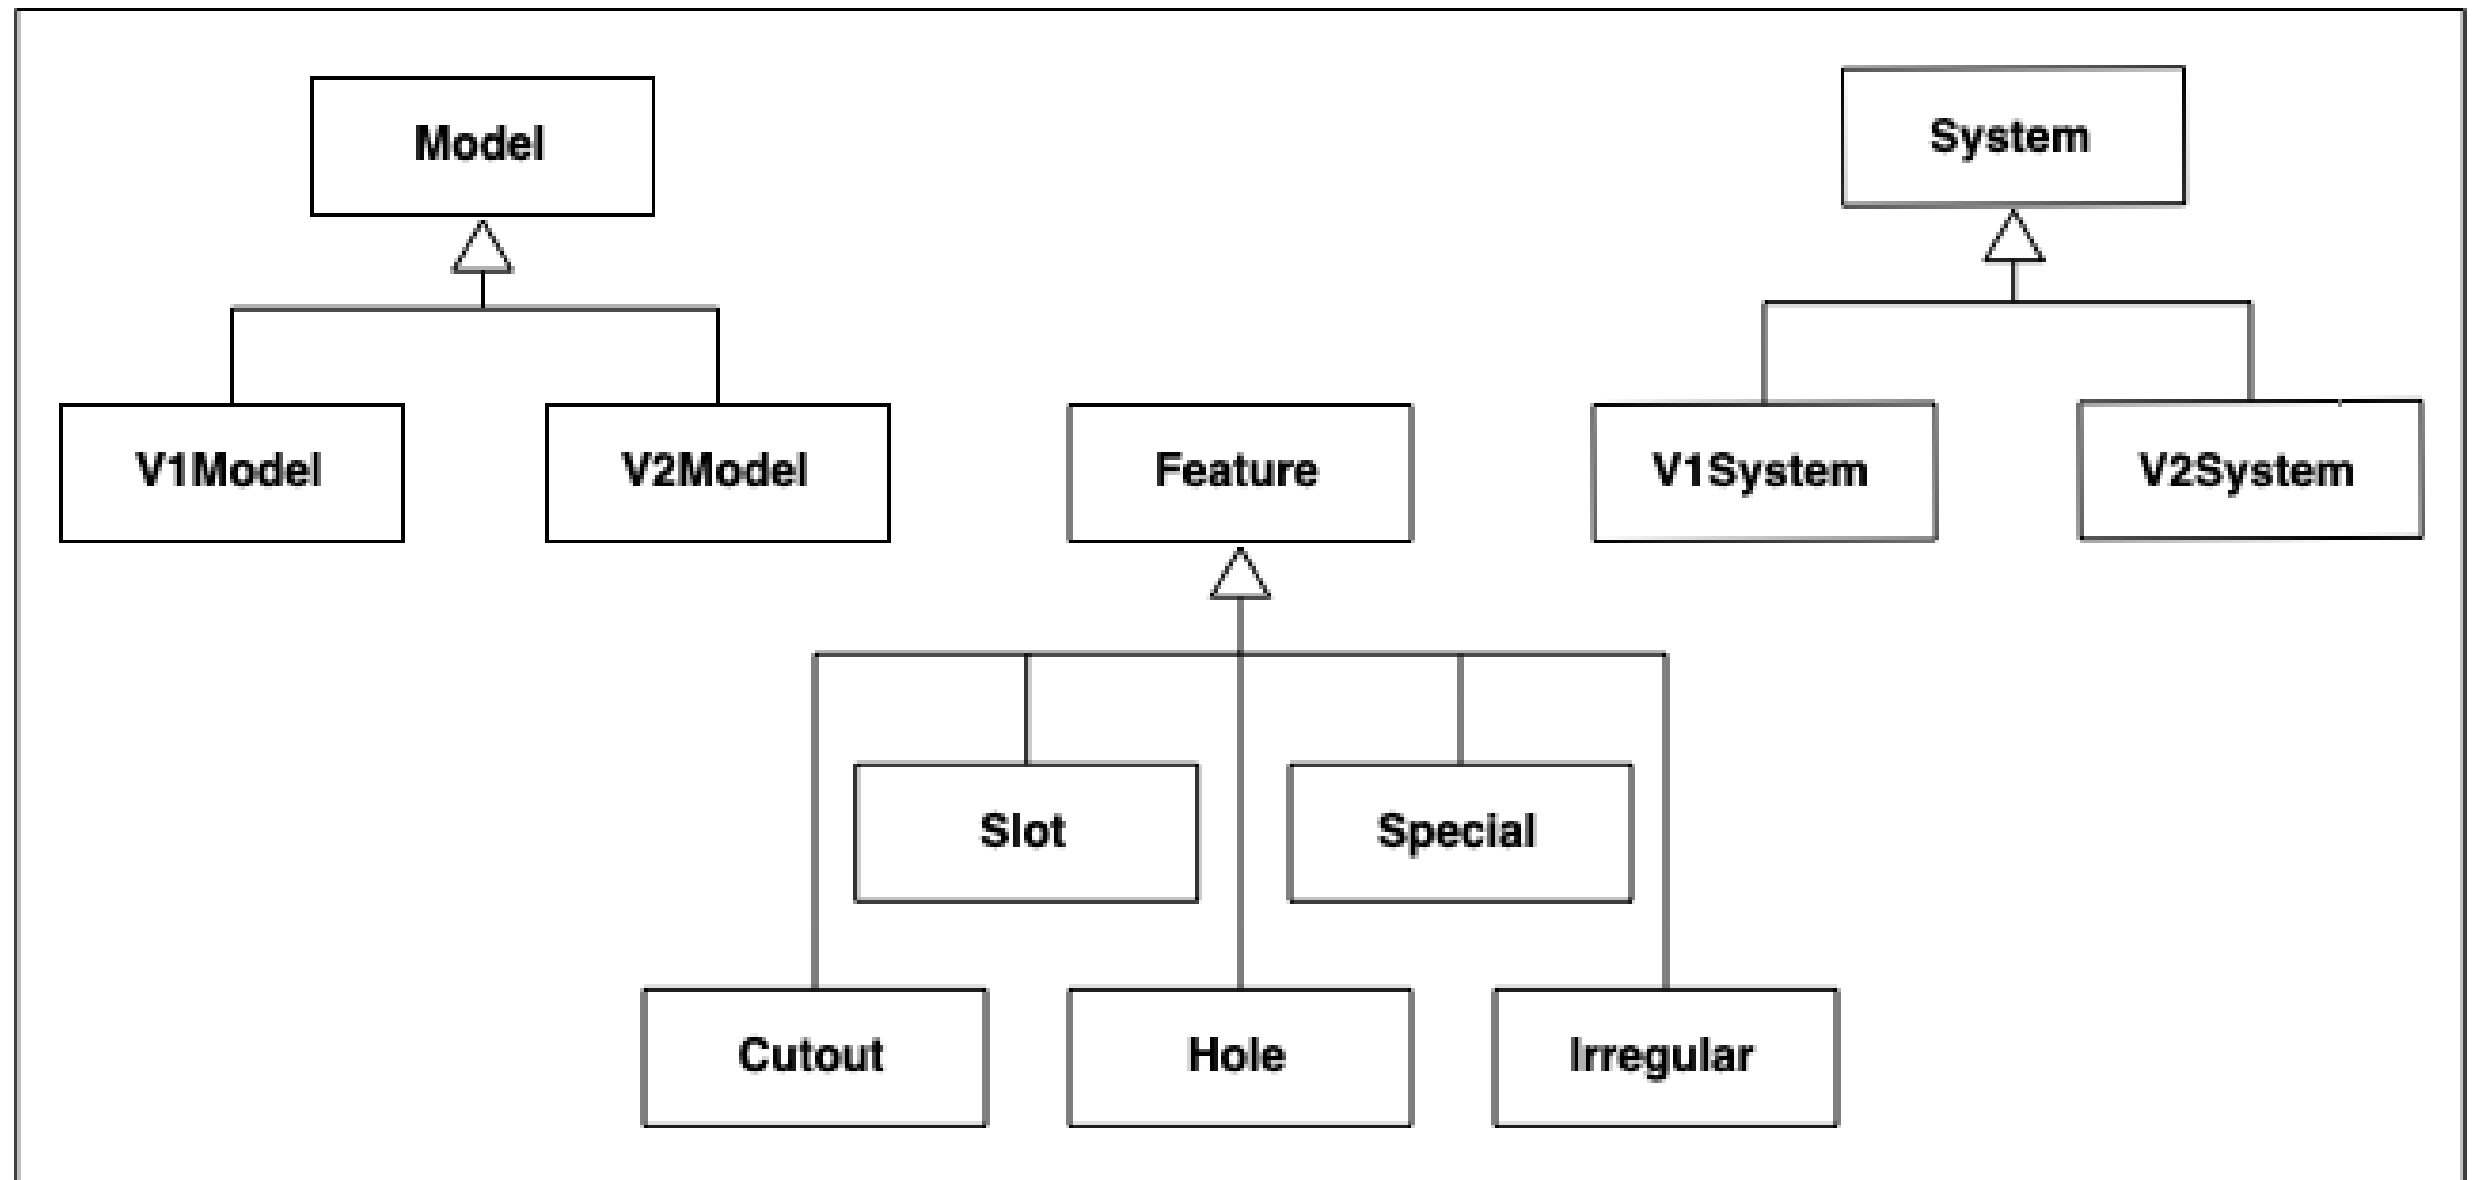 Model
System
V1Model
V2Model
Feature
V1System
V2System
Slot
Special
Cutout
Hole
Irregular